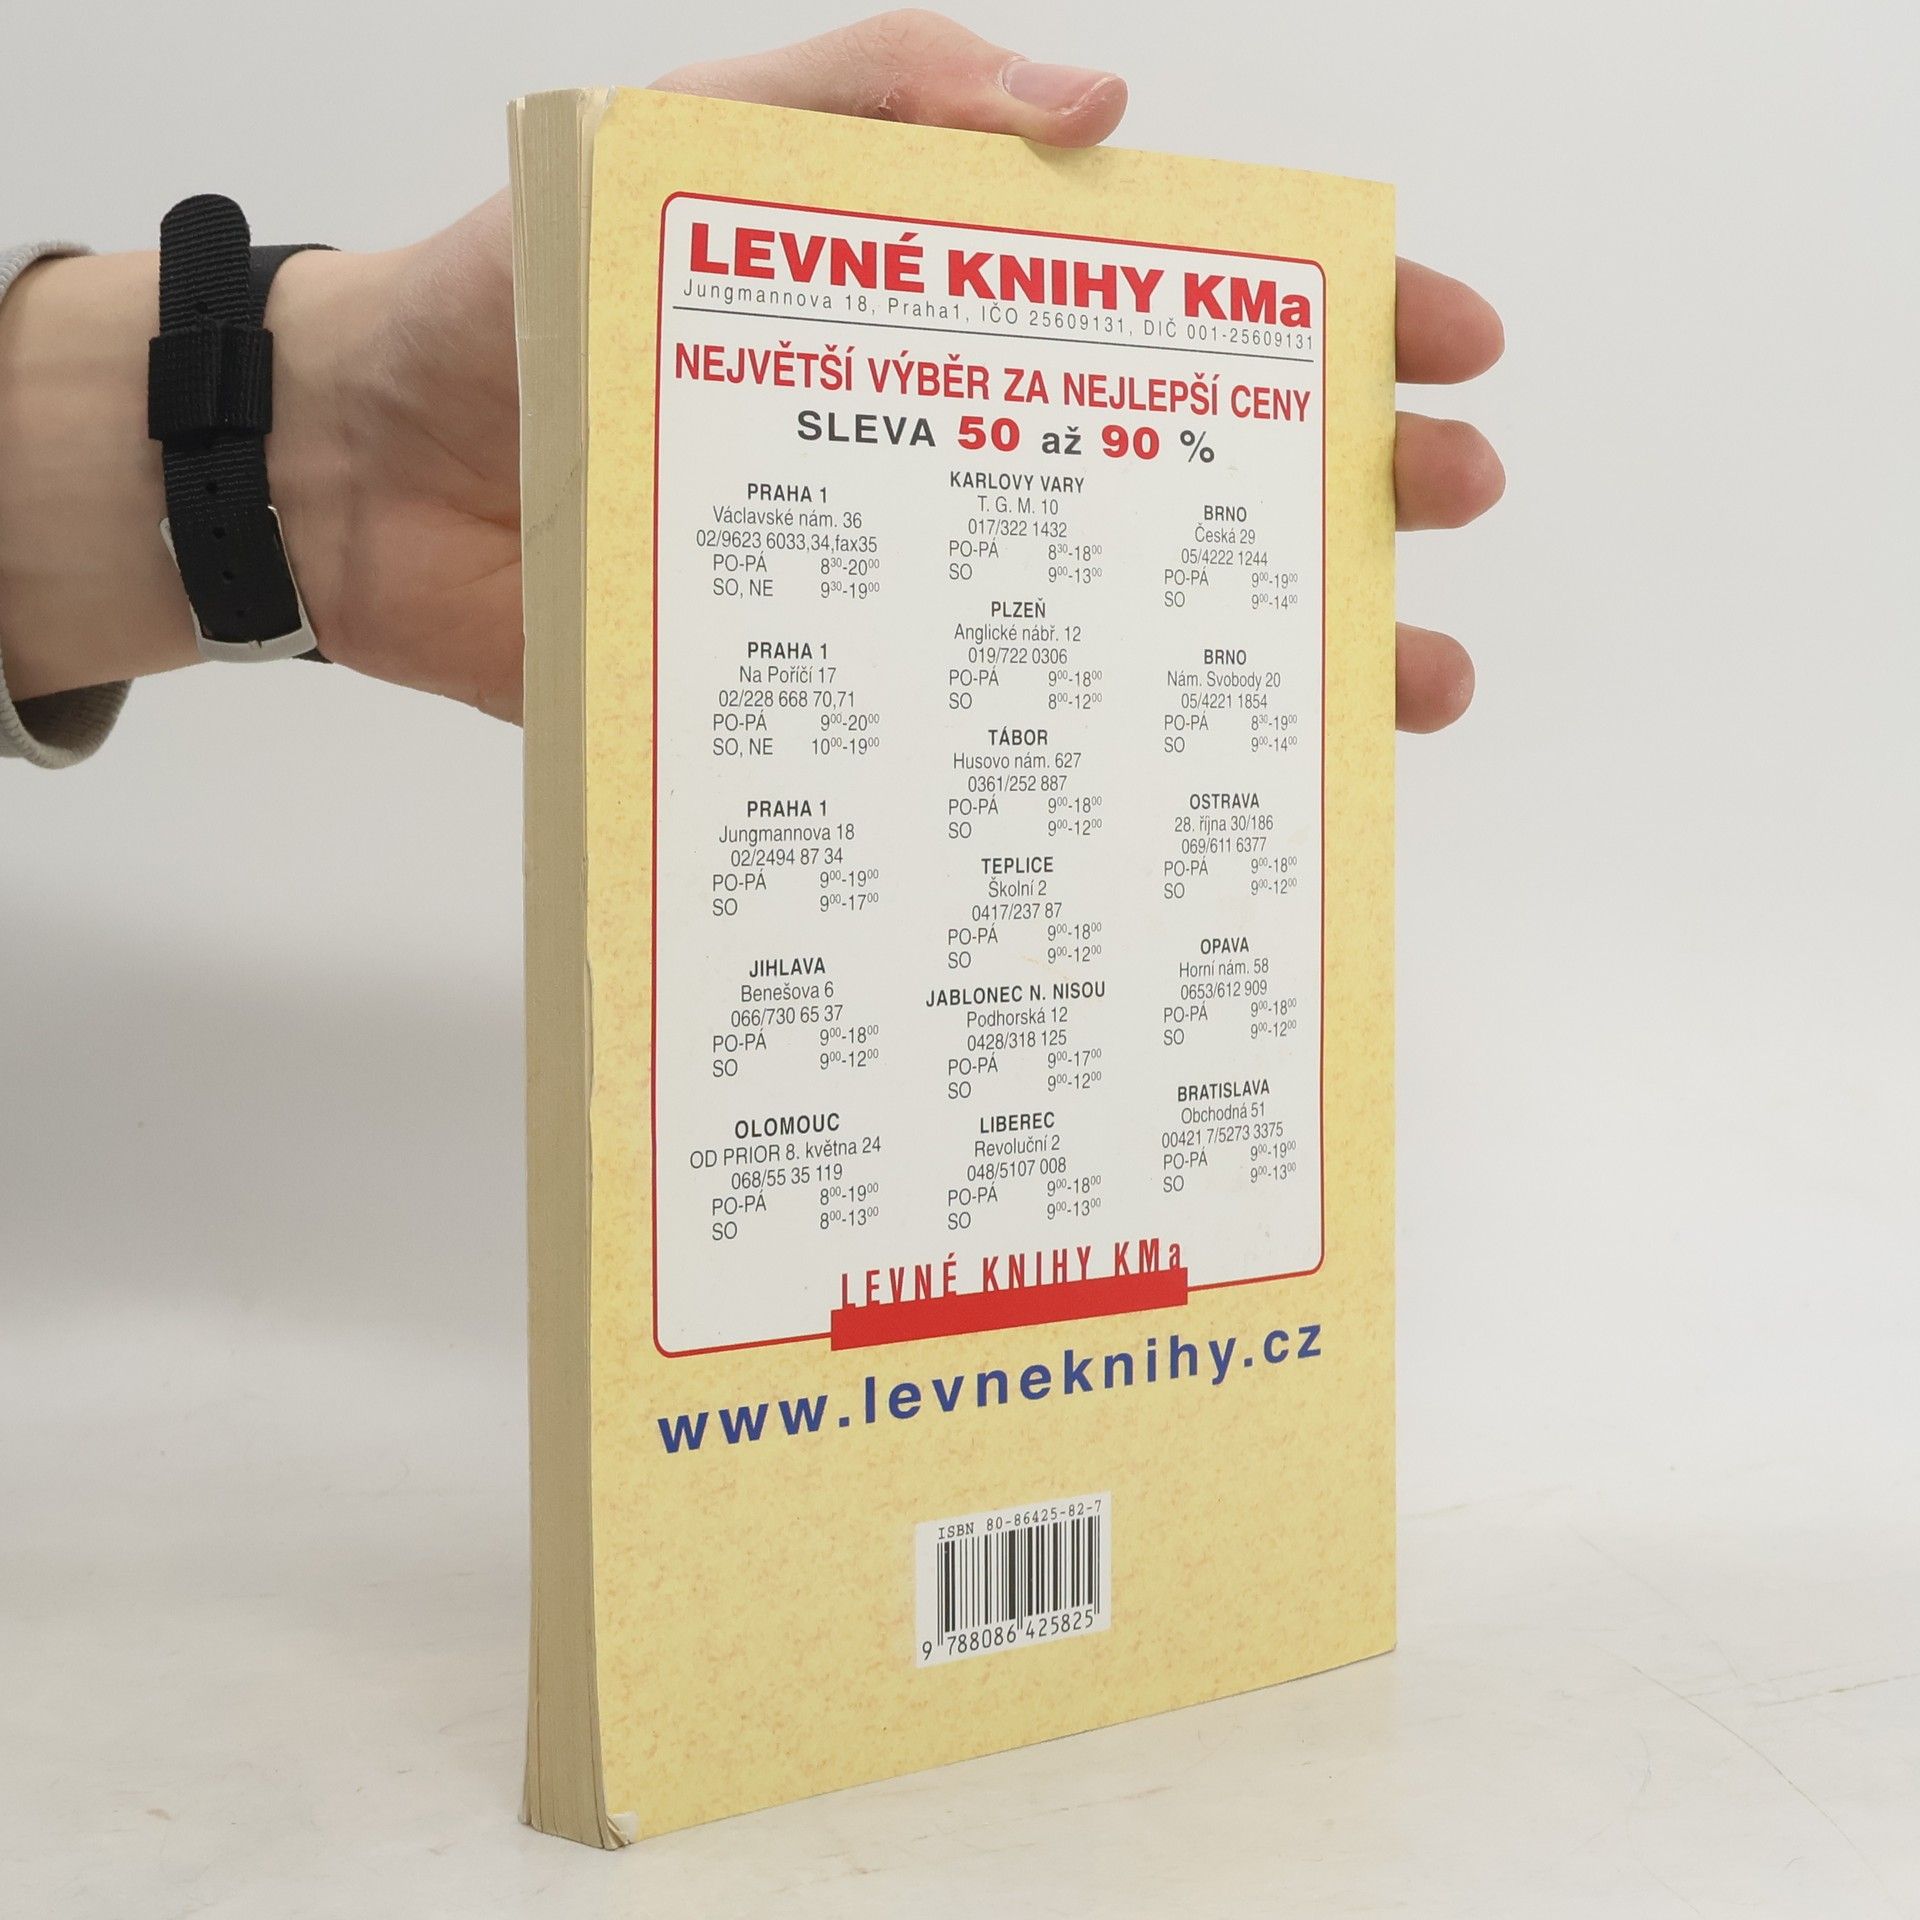 LEVNÉ KNIHY KMa
Jungmannova 18, Praha1, IČO 25609131, DIČ 001-25609131
NEJVĚTŠÍ VÝBĚR ZA NEJLEPŠÍ CENY
SLEVA 50 až 90 %
PRAHA 1
Václavské nám. 36
02/9623 6033,34,fax35
PO-PÁ 8³⁰-20⁰⁰
SO, NE 9³⁰-19⁰⁰
PRAHA 1
Na Poříčí 17
02/228 668 70,71
PO-PÁ 9⁰⁰-20⁰⁰
SO, NE 10⁰⁰-19⁰⁰
PRAHA 1
Jungmannova 18
02/2494 87 34
PO-PÁ 9⁰⁰-19⁰⁰
SO 9⁰⁰-17⁰⁰
JIHLAVA
Benešova 6
066/730 65 37
PO-PÁ 9⁰⁰-18⁰⁰
SO 9⁰⁰-12⁰⁰
OLOMOUC
OD PRIOR 8. května 24
068/55 35 119
PO-PÁ 8⁰⁰-19⁰⁰
SO 8⁰⁰-13⁰⁰
KARLOVY VARY
T. G. M. 10
017/322 1432
PO-PÁ 8³⁰-18⁰⁰
SO 9⁰⁰-13⁰⁰
PLZEŇ
Anglické nábř. 12
019/722 0306
PO-PÁ 9⁰⁰-18⁰⁰
SO 8⁰⁰-12⁰⁰
TÁBOR
Husovo nám. 627
0361/252 887
PO-PÁ 9⁰⁰-18⁰⁰
SO 9⁰⁰-12⁰⁰
TEPLICE
Školní 2
0417/237 87
PO-PÁ 9⁰⁰-18⁰⁰
SO 9⁰⁰-12⁰⁰
JABLONEC N. NISOU
Podhorská 12
0428/318 125
PO-PÁ 9⁰⁰-17⁰⁰
SO 9⁰⁰-12⁰⁰
LIBEREC
Revoluční 2
048/5107 008
PO-PÁ 9⁰⁰-18⁰⁰
SO 9⁰⁰-13⁰⁰
BRNO
Česká 29
05/4222 1244
PO-PÁ 9⁰⁰-19⁰⁰
SO 9⁰⁰-14⁰⁰
BRNO
Nám. Svobody 20
05/4221 1854
PO-PÁ 8³⁰-19⁰⁰
SO 9⁰⁰-14⁰⁰
OSTRAVA
28. října 30/186
069/611 6377
PO-PÁ 9⁰⁰-18⁰⁰
SO 9⁰⁰-12⁰⁰
OPAVA
Horní nám. 58
0653/612 909
PO-PÁ 9⁰⁰-18⁰⁰
SO 9⁰⁰-12⁰⁰
BRATISLAVA
Obchodná 51
00421 7/5273 3375
PO-PÁ 9⁰⁰-19⁰⁰
SO 9⁰⁰-13⁰⁰
LEVNÉ KNIHY KMa
www.levneknihy.cz
ISBN 80-86425-82-7
9 788086 425825